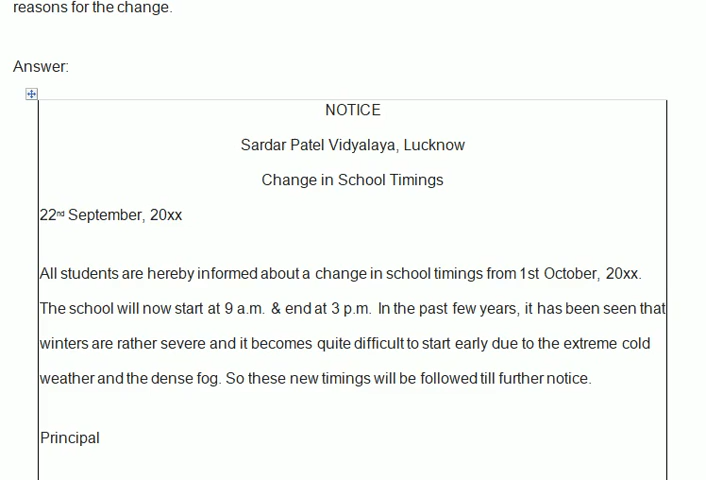 reasons for the change.
Answer:
NOTICE
Sardar Patel Vidyalaya, Lucknow
Change in School Timings
22nd September, 20xx
All students are hereby informed about a change in school timings from 1st October, 20xx.
The school will now start at 9 a.m. & end at 3 p.m. In the past few years, it has been seen that
winters are rather severe and it becomes quite difficult to start early due to the extreme cold
weather and the dense fog. So these new timings will be followed till further notice.
Principal